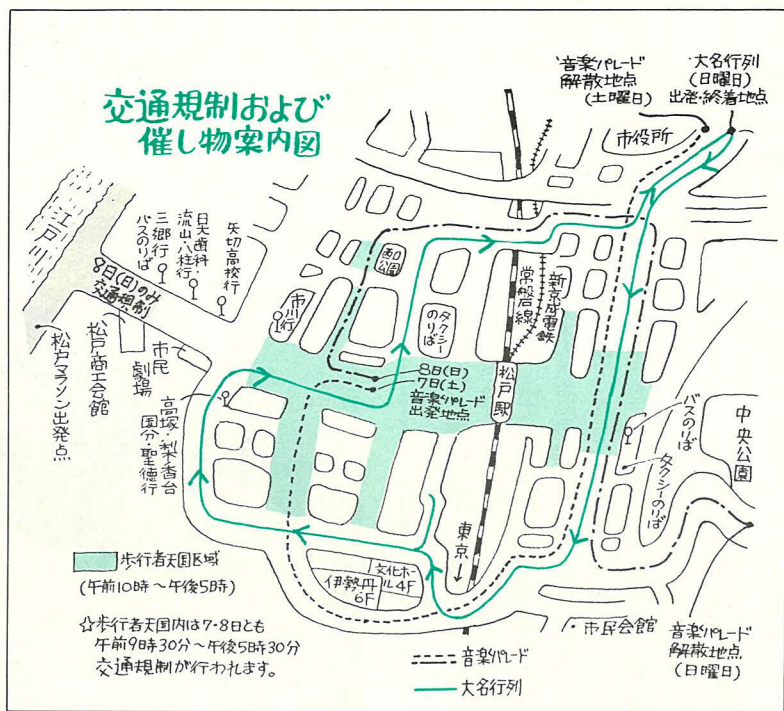 交通規制および
催し物案内図
音楽パレード
解散地点
(土曜日)
大名行列
(日曜日)
出発・終着地点
市役所
江戸川
8日(日)のみ
交通規制
三郷行
バスのりば
日大歯科・
流山・八柱行
矢切高校行
市川行
西口
公園
タクシー
のりば
常磐線
新京成電鉄
松戸駅
8日(日)
7日(土)
音楽パレード
出発地点
松戸マラソン出発点
松戸商工会館
市民
劇場
高塚・梨香台
国分・聖徳行
バスのりば
タクシーのりば
中央公園
東京
文化ホー
ル4F
伊勢丹
6F
市民会館
音楽パレード
解散地点
(日曜日)
歩行者天国区域
(午前10時~午後5時)
☆歩行者天国内は7・8日とも
午前9時30分~午後5時30分
交通規制が行われます。
音楽パレード
大名行列